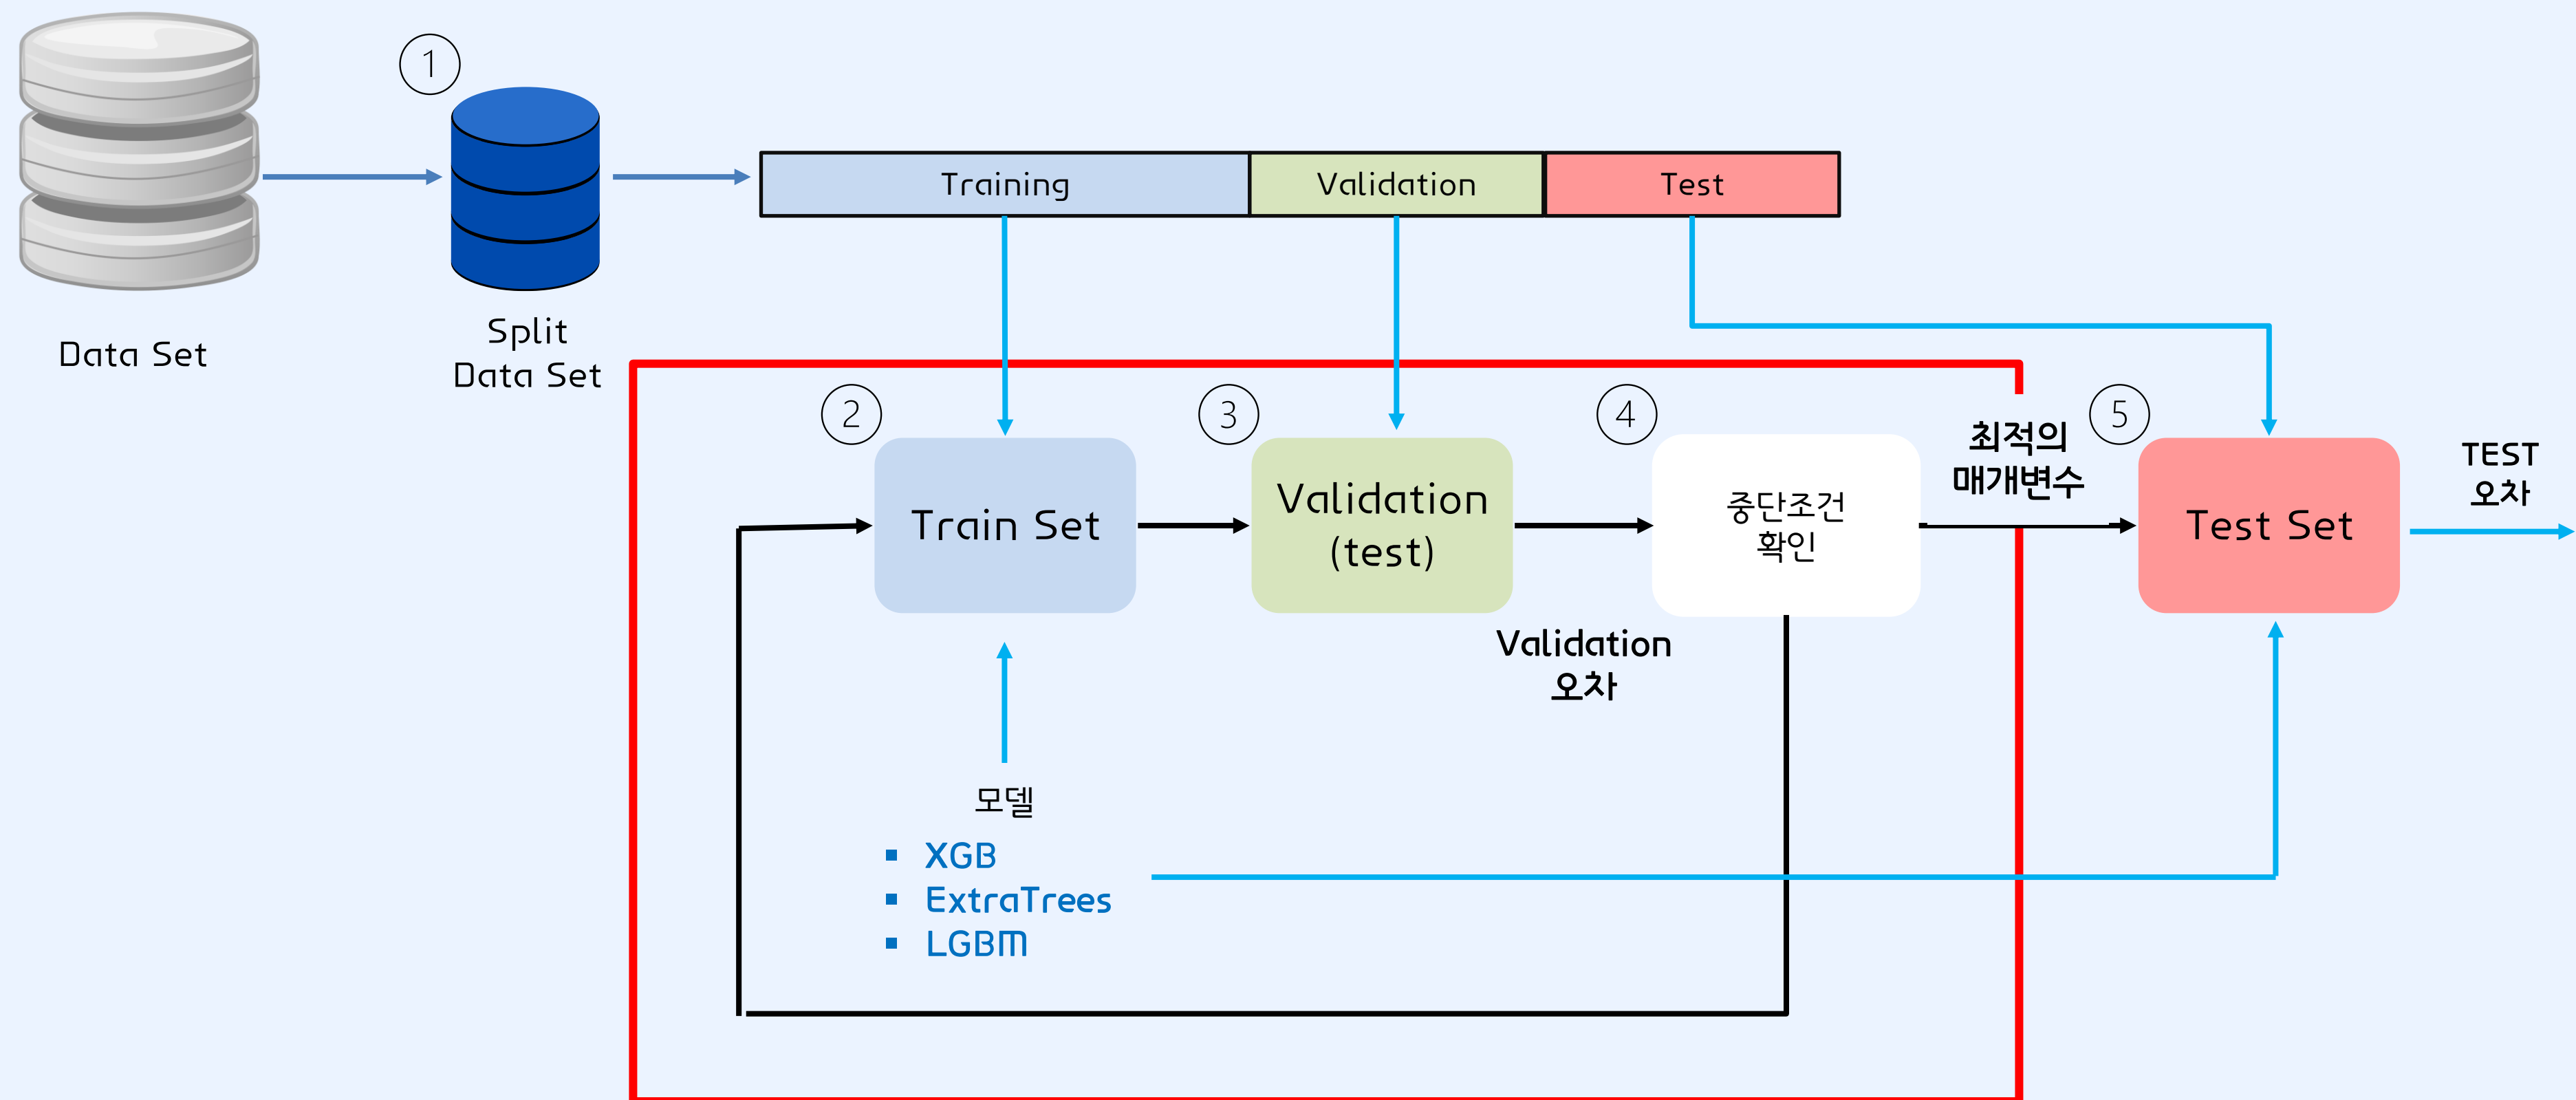 ①
Data Set
Split
Data Set
Training
Validation
Test
②
Train Set
③
Validation
(test)
Validation
오차
④
중단조건
확인
최적의
매개변수
⑤
Test Set
TEST
오차
모델
▪ XGB
▪ ExtraTrees
▪ LGBM